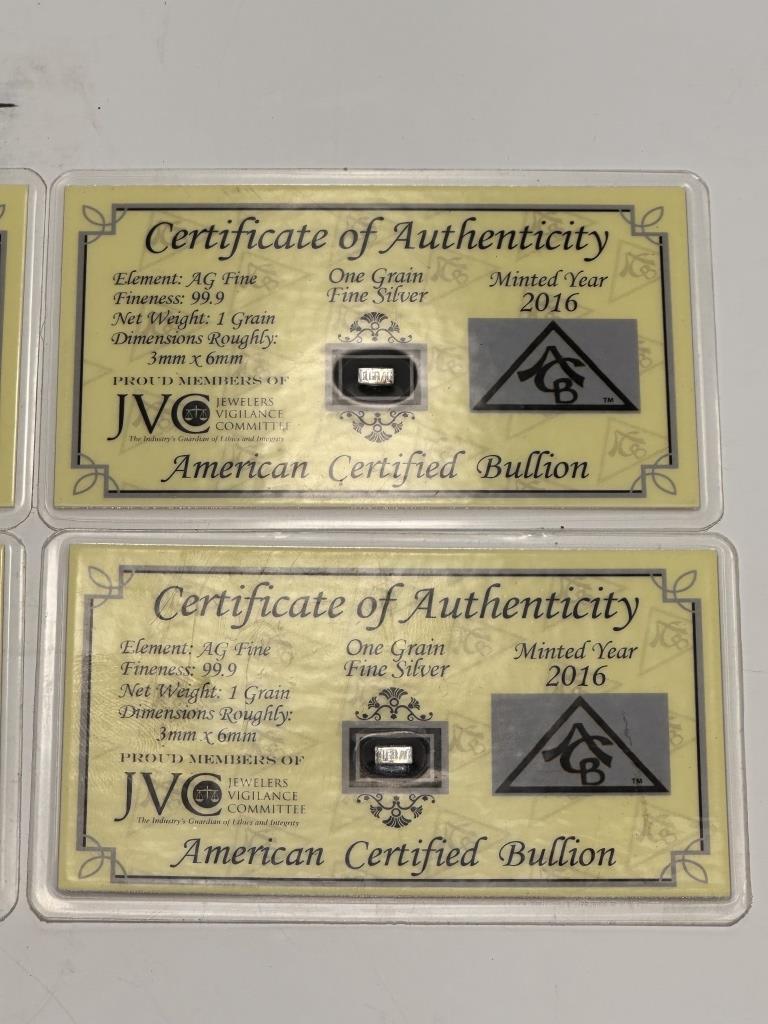 Certificate of Authenticity
Element: AG Fine
Fineness: 99.9
Net Weight: 1 Grain
Dimensions Roughly:
3mm x 6mm
PROUD MEMBERS OF
JVC JEWELERS
VIGILANCE
COMMITTEE
The Industry's Guardian of Ethics and Integrity
One Grain
Fine Silver
Minted Year
2016
ACB
TM
American Certified Bullion
Certificate of Authenticity
Element: AG Fine
Fineness: 99.9
Net Weight: 1 Grain
Dimensions Roughly:
3mm x 6mm
PROUD MEMBERS OF
JVC JEWELERS
VIGILANCE
COMMITTEE
The Industry's Guardian of Ethics and Integrity
One Grain
Fine Silver
Minted Year
2016
ACB
TM
American Certified Bullion